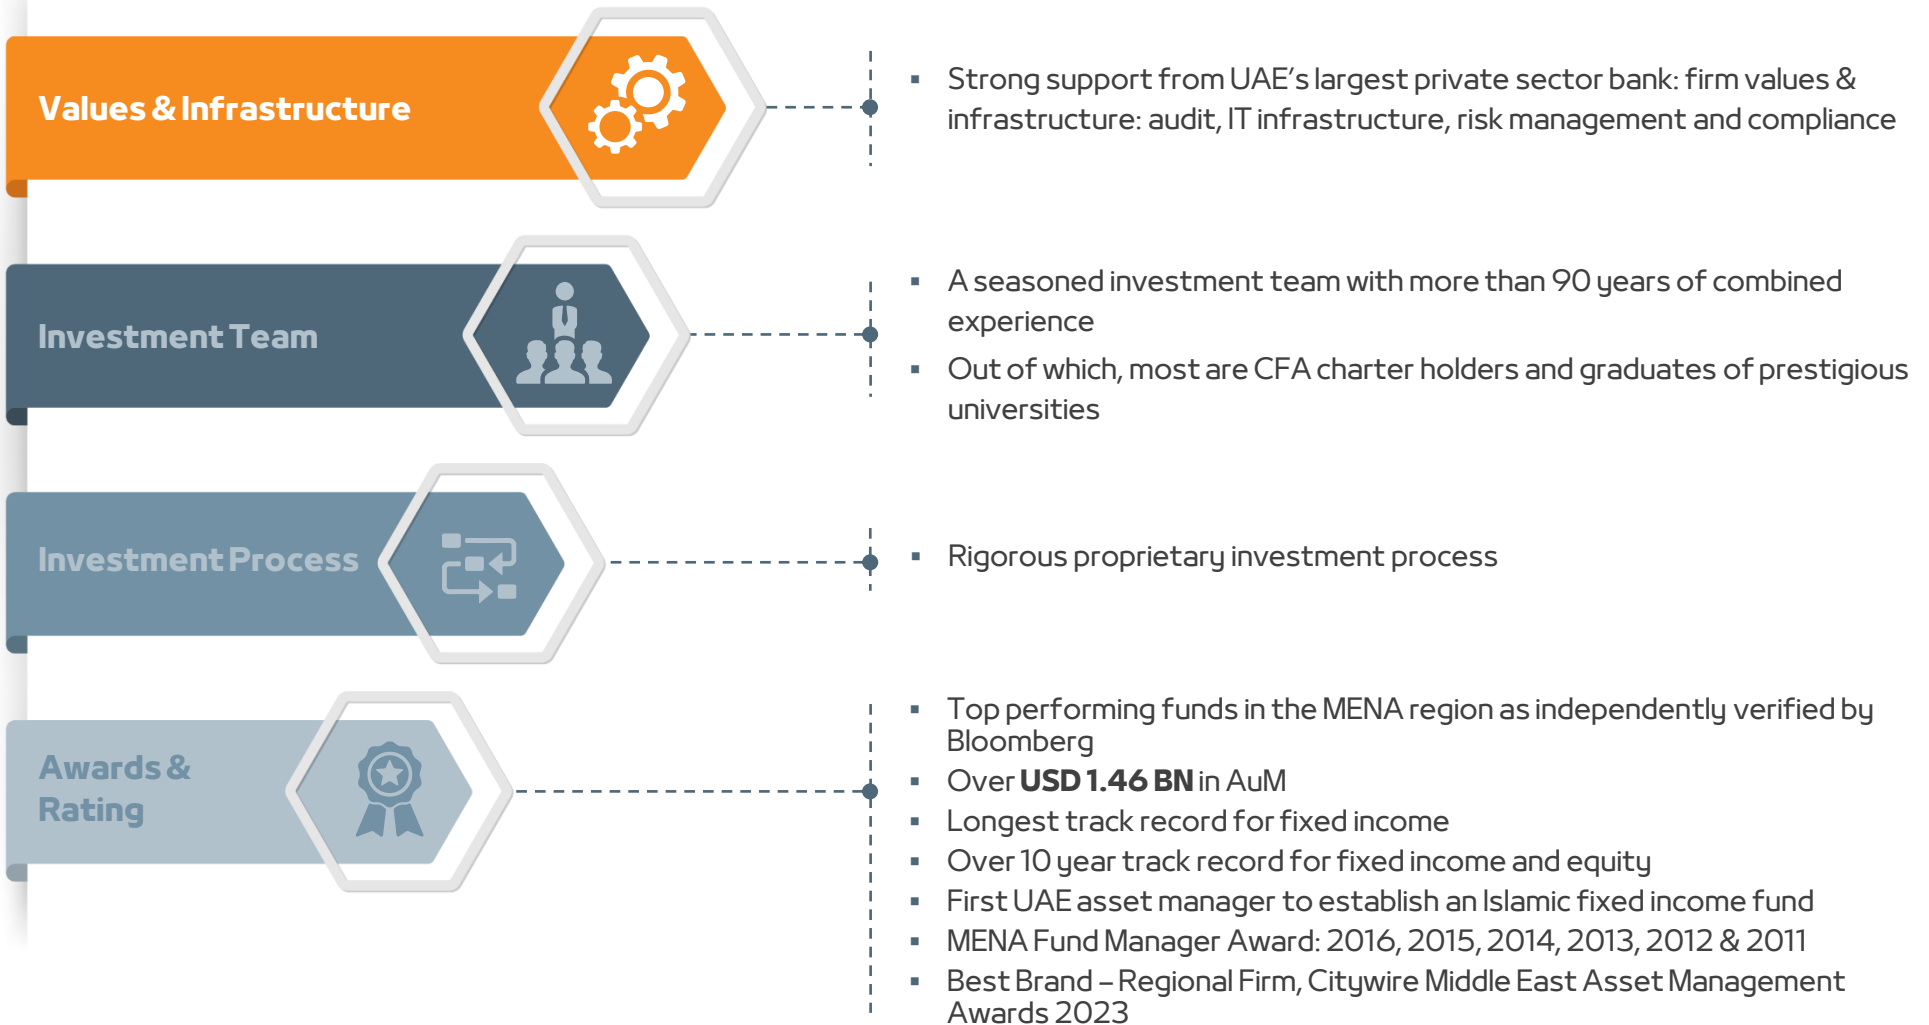 Values & Infrastructure
▪ Strong support from UAE's largest private sector bank: firm values &
infrastructure: audit, IT infrastructure, risk management and compliance
Investment Team
▪ A seasoned investment team with more than 90 years of combined
experience
▪ Out of which, most are CFA charter holders and graduates of prestigious
universities
Investment Process
▪ Rigorous proprietary investment process
Awards &
Rating
▪ Top performing funds in the MENA region as independently verified by
Bloomberg
▪ Over USD 1.46 BN in AuM
▪ Longest track record for fixed income
▪ Over 10 year track record for fixed income and equity
▪ First UAE asset manager to establish an Islamic fixed income fund
▪ MENA Fund Manager Award: 2016, 2015, 2014, 2013, 2012 & 2011
▪ Best Brand – Regional Firm, Citywire Middle East Asset Management
Awards 2023